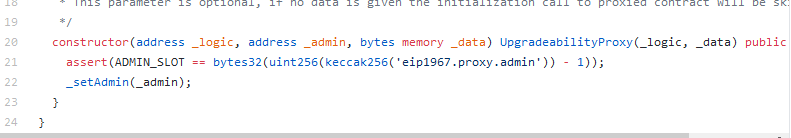 18 * This parameter is optional, if no data is given the initialization call to proxied contract will be
19 */
20 constructor(address _logic, address _admin, bytes memory _data) UpgradeabilityProxy(_logic, _data) public
21 assert(ADMIN_SLOT == bytes32(uint256(keccak256('eip1967.proxy.admin')) - 1));
22 _setAdmin(_admin);
23 }
24 }